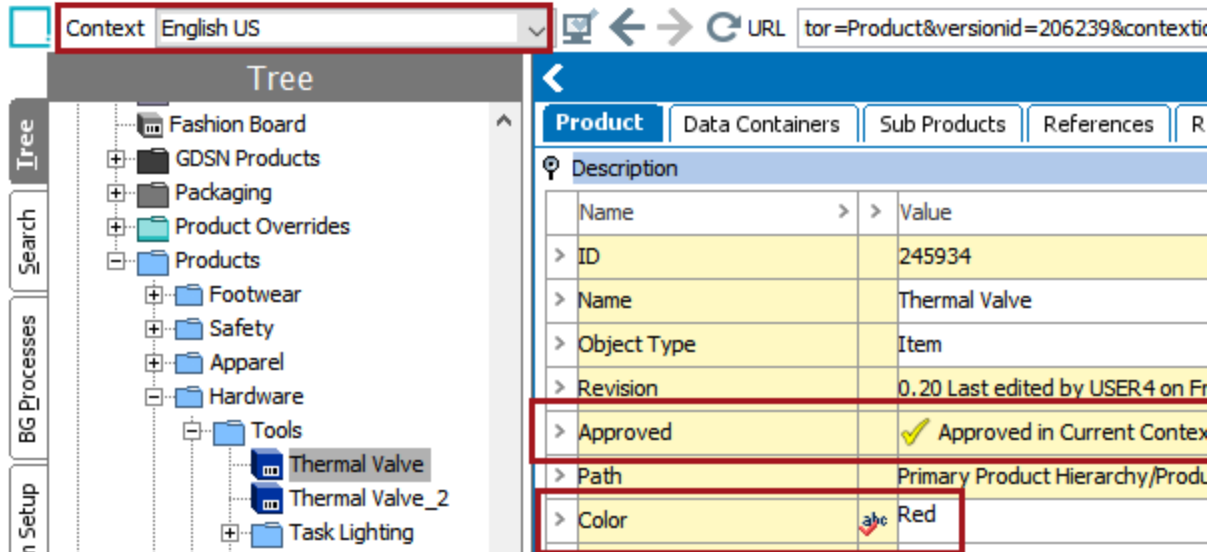 Context English US URL tor=Product&versionid=206239&contexti
Tree
Product Data Containers Sub Products References R
Tree
Search
BG Processes
n Setup
Fashion Board
GDSN Products
Packaging
Product Overrides
Products
Footwear
Safety
Apparel
Hardware
Tools
Thermal Valve
Thermal Valve_2
Task Lighting
Description
Name > > Value
> ID 245934
> Name Thermal Valve
> Object Type Item
> Revision 0.20 Last edited by USER4 on Fr
> Approved Approved in Current Contex
> Path Primary Product Hierarchy/Produ
> Color abc Red